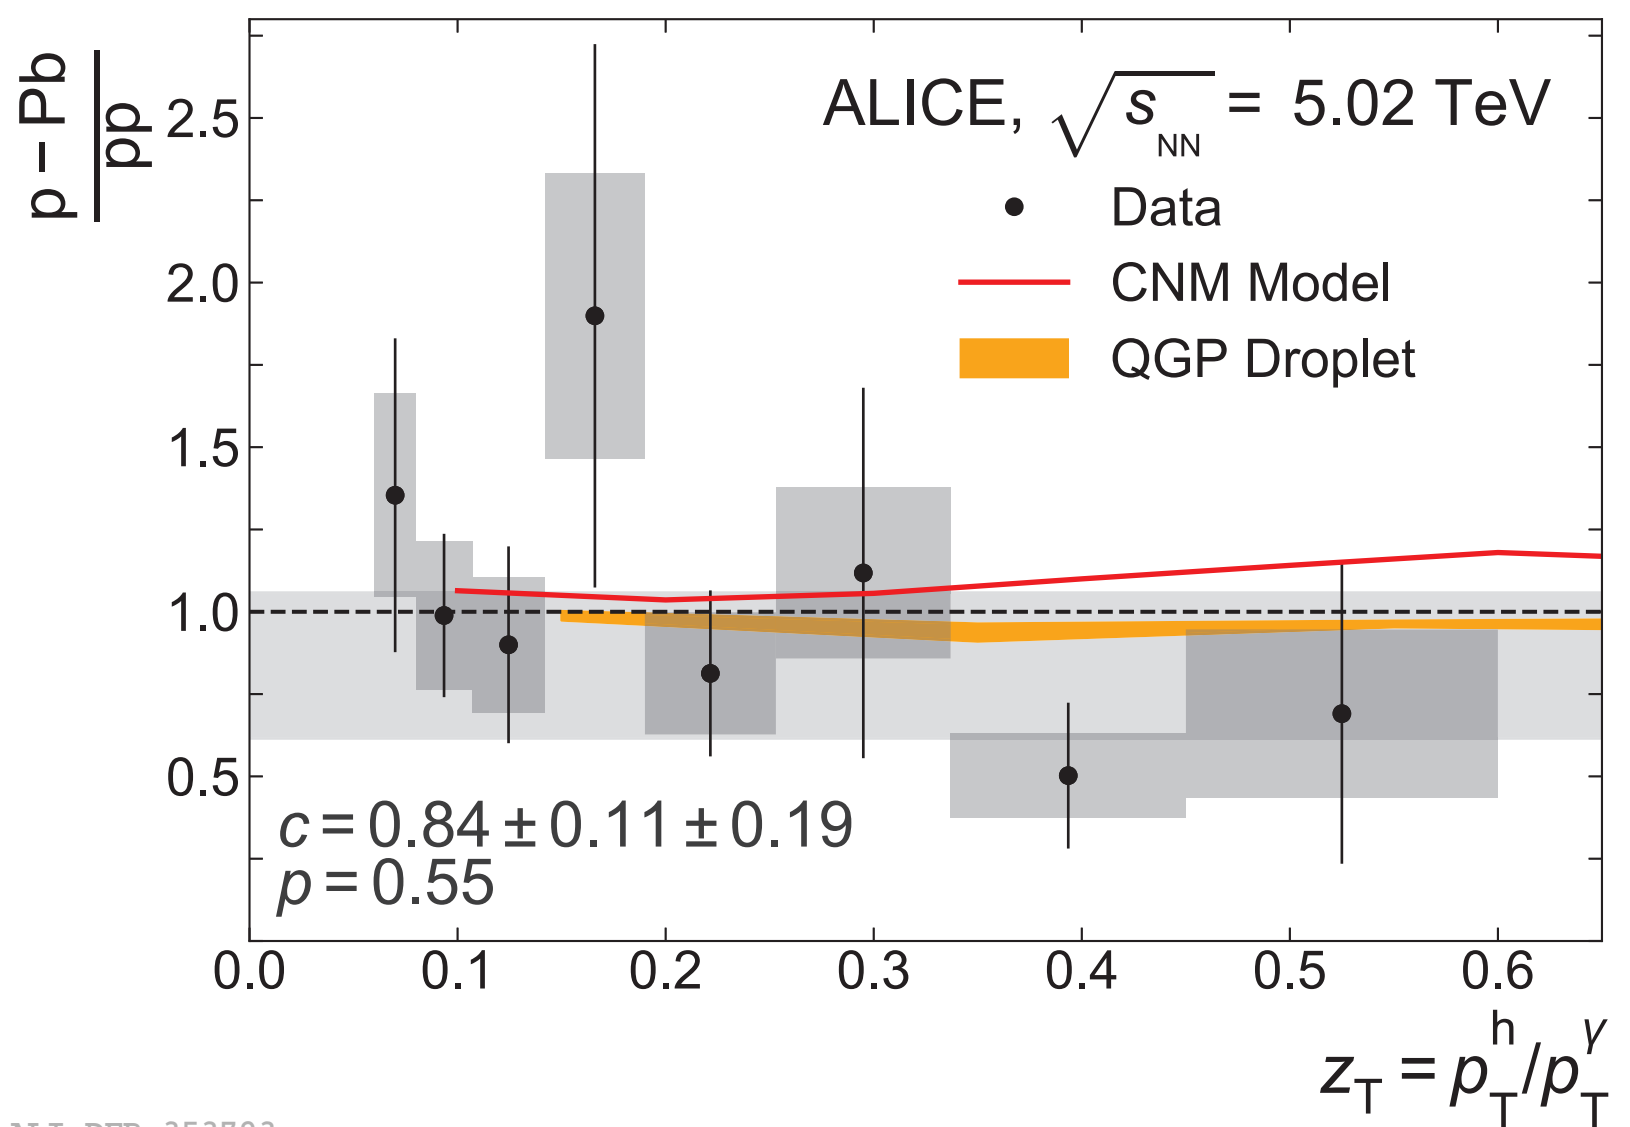 p − Pb
pp
ALICE, √s_NN = 5.02 TeV
Data
CNM Model
QGP Droplet
2.5
2.0
1.5
1.0
0.5
c = 0.84 ± 0.11 ± 0.19
p = 0.55
0.0 0.1 0.2 0.3 0.4 0.5 0.6
z_T = p_T^h/p_T^γ